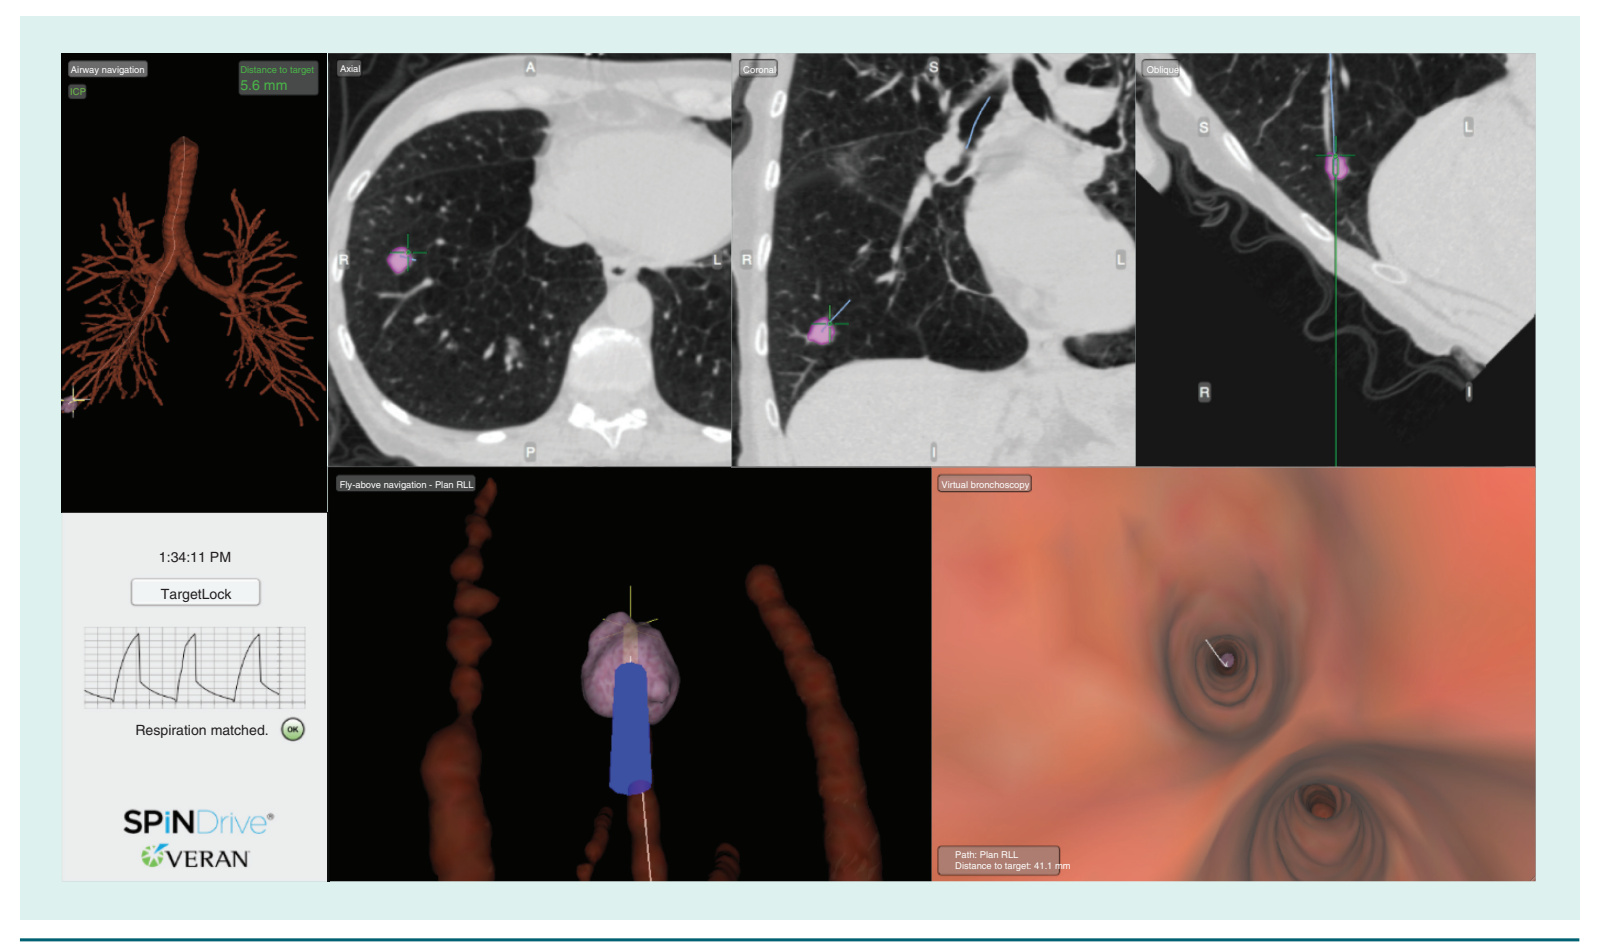 Airway navigation
Distance to target
5.6 mm
ICP
Axial
A
R
L
P
Coronal
S
R
L
I
Oblique
S
L
R
I
1:34:11 PM
TargetLock
Respiration matched.
OK
SPiNDrive®
VERAN
Fly-above navigation - Plan RLL
Virtual bronchoscopy
Path: Plan RLL
Distance to target: 41.1 mm